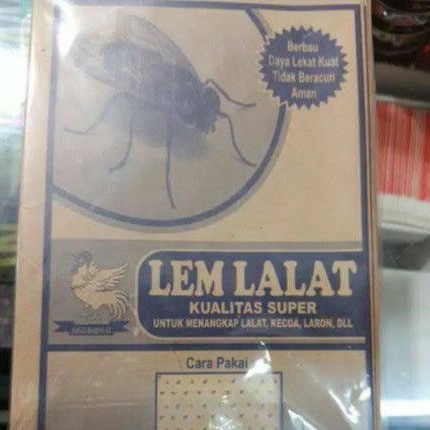 Berbau
Daya Lekat Kuat
Tidak Beracun
Aman
LEM LALAT
KUALITAS SUPER
UNTUK MENANGKAP LALAT, KECOA, LARON, DLL
Cara Pakai